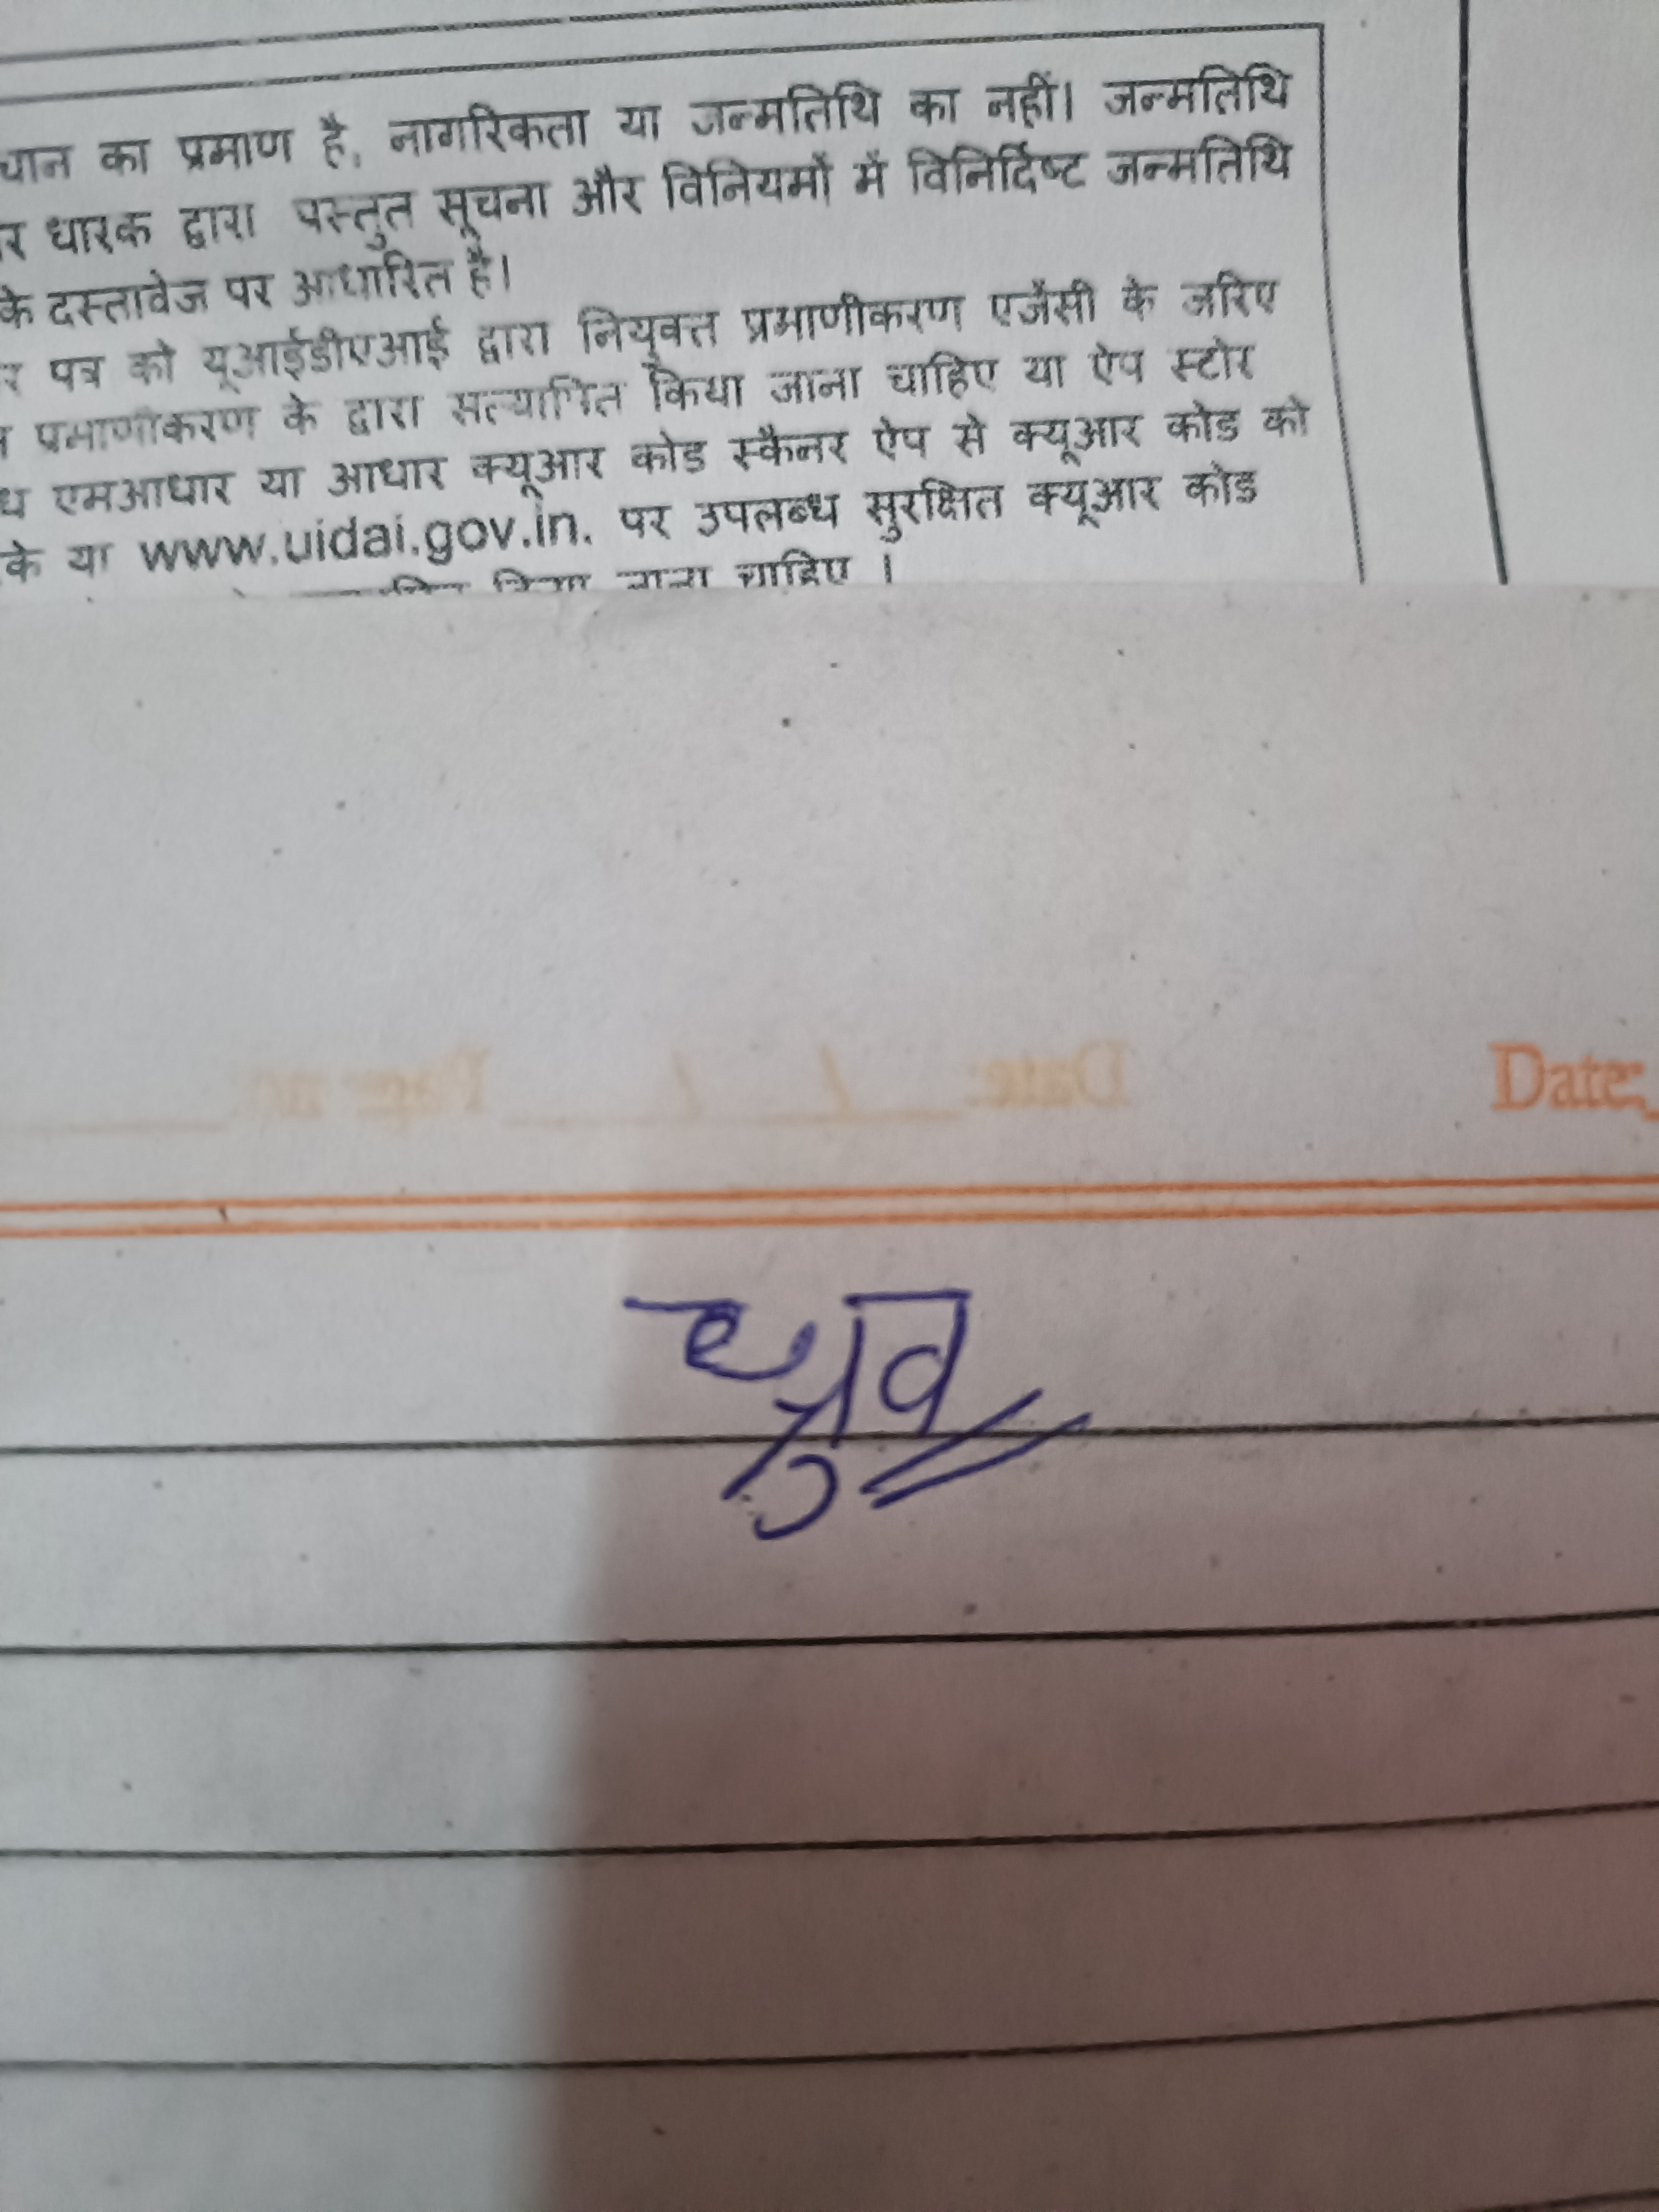 चान का प्रमाण है, नागरिकता या जन्मतिथि का नहीं। जन्मतिथि
र धारक द्वारा प्रस्तुत सूचना और विनियमों में विनिर्दिष्ट जन्मतिथि
के दस्तावेज पर आधारित है।
र पत्र को यूआईडीएआई द्वारा नियुक्त प्रमाणीकरण एजेंसी के जरिए
प्रमाणीकरण के द्वारा सत्यापित किया जाना चाहिए या ऐप स्टोर
ध एमआधार या आधार क्यूआर कोड स्कैनर ऐप से क्यूआर कोड को
के या www.uidai.gov.in. पर उपलब्ध सुरक्षित क्यूआर कोड
किया जाना चाहिए ।
Date:
ध्रुव